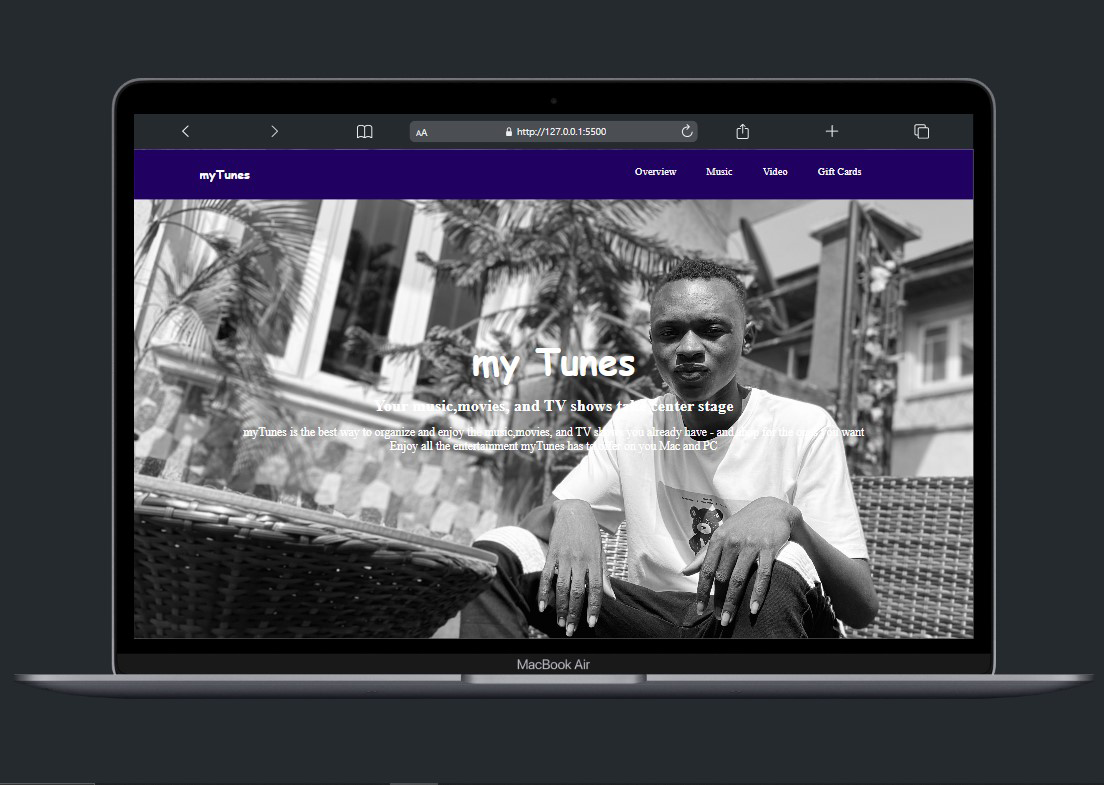 AA
http://127.0.0.1:5500
myTunes
Overview Music Video Gift Cards
my Tunes
Your music,movies, and TV shows take center stage
myTunes is the best way to organize and enjoy the music,movies, and TV shows you already have - and shop for the ones you want
Enjoy all the entertainment myTunes has to offer on you Mac and PC
MacBook Air